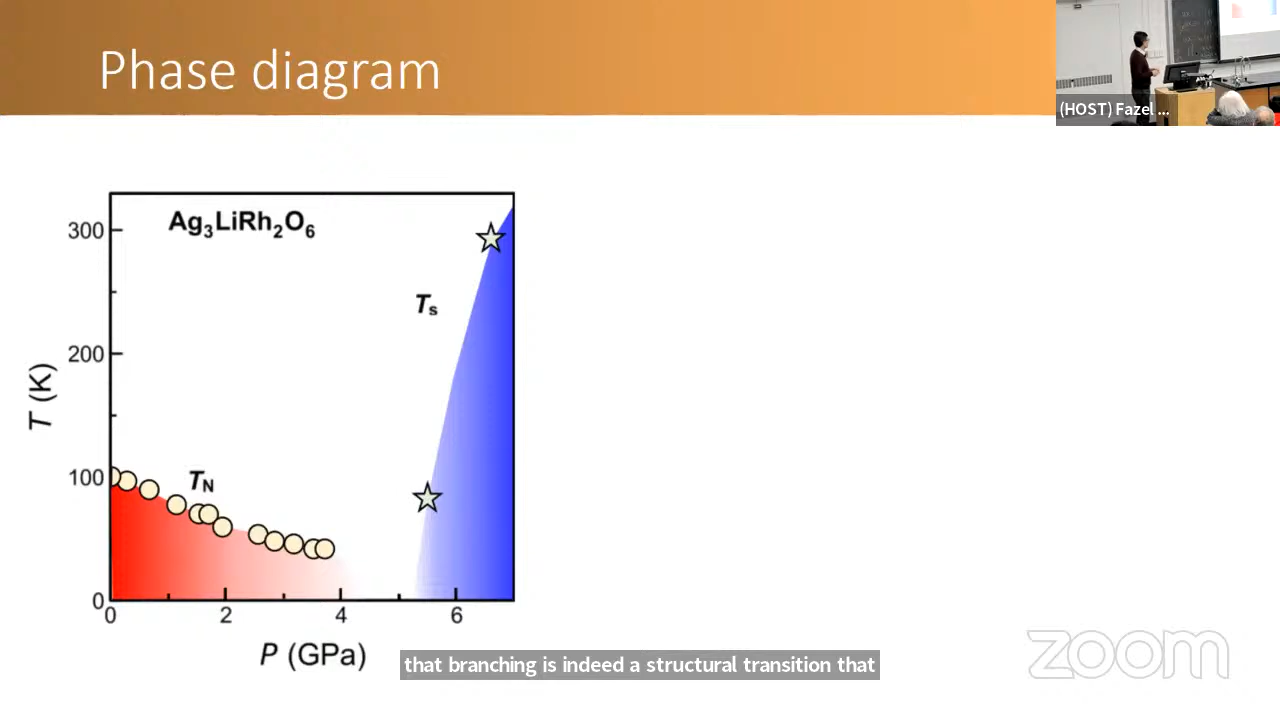 Phase diagram
(HOST) Fazel ...
Ag₃LiRh₂O₆
300
200
100
0
T (K)
Tₛ
T_N
0 2 4 6
P (GPa)
that branching is indeed a structural transition that
zoom